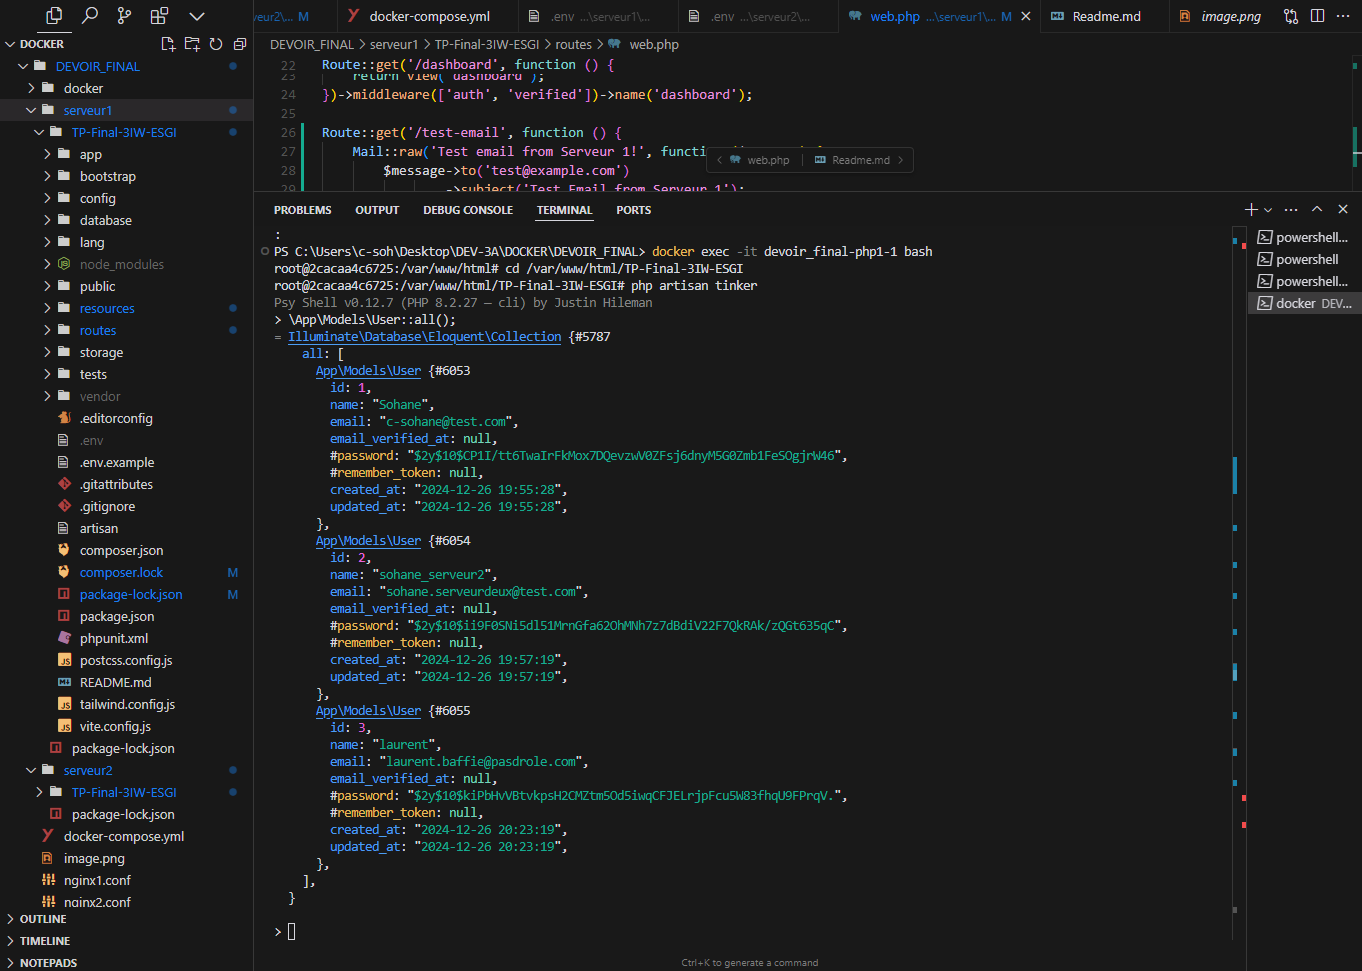 veur2\... M
docker-compose.yml
.env ...\serveur1\...
.env ...\serveur2\...
web.php ...\serveur1\... M
Readme.md
image.png
DOCKER
DEVOIR_FINAL
docker
serveur1
TP-Final-3IW-ESGI
app
bootstrap
config
database
lang
node_modules
public
resources
routes
storage
tests
vendor
.editorconfig
.env
.env.example
.gitattributes
.gitignore
artisan
composer.json
composer.lock M
package-lock.json M
package.json
phpunit.xml
postcss.config.js
README.md
tailwind.config.js
vite.config.js
package-lock.json
serveur2
TP-Final-3IW-ESGI
package-lock.json
docker-compose.yml
image.png
nginx1.conf
nginx2.conf
OUTLINE
TIMELINE
NOTEPADS
DEVOIR_FINAL > serveur1 > TP-Final-3IW-ESGI > routes > web.php
22 Route::get('/dashboard', function () {
23 return view('dashboard');
24 })->middleware(['auth', 'verified'])->name('dashboard');
25
26 Route::get('/test-email', function () {
27 Mail::raw('Test email from Serveur 1!', functi
28 $message->to('test@example.com')
29 ->subject('Test Email from Serveur 1');
web.php | Readme.md
PROBLEMS OUTPUT DEBUG CONSOLE TERMINAL PORTS
:
PS C:\Users\c-soh\Desktop\DEV-3A\DOCKER\DEVOIR_FINAL> docker exec -it devoir_final-php1-1 bash
root@2cacaa4c6725:/var/www/html# cd /var/www/html/TP-Final-3IW-ESGI
root@2cacaa4c6725:/var/www/html/TP-Final-3IW-ESGI# php artisan tinker
Psy Shell v0.12.7 (PHP 8.2.27 — cli) by Justin Hileman
> \App\Models\User::all();
= Illuminate\Database\Eloquent\Collection {#5787
all: [
App\Models\User {#6053
id: 1,
name: "Sohane",
email: "c-sohane@test.com",
email_verified_at: null,
#password: "$2y$10$CP1I/tt6TwaIrFkMox7DQevzwV0ZFsj6dnyM5G0Zmb1FeSOgjrW46",
#remember_token: null,
created_at: "2024-12-26 19:55:28",
updated_at: "2024-12-26 19:55:28",
},
App\Models\User {#6054
id: 2,
name: "sohane_serveur2",
email: "sohane.serveurdeux@test.com",
email_verified_at: null,
#password: "$2y$10$ii9F0SNi5dl51MrnGfa62OhMNh7z7dBdiV22F7QkRAk/zQGt635qC",
#remember_token: null,
created_at: "2024-12-26 19:57:19",
updated_at: "2024-12-26 19:57:19",
},
App\Models\User {#6055
id: 3,
name: "laurent",
email: "laurent.baffie@pasdrole.com",
email_verified_at: null,
#password: "$2y$10$kiPbHvVBtvkpsH2CMZtm5Od5iwqCFJELrjpFcu5W83fhqU9FPrqV.",
#remember_token: null,
created_at: "2024-12-26 20:23:19",
updated_at: "2024-12-26 20:23:19",
},
],
}
>
Ctrl+K to generate a command
powershell...
powershell
powershell...
docker DEV...